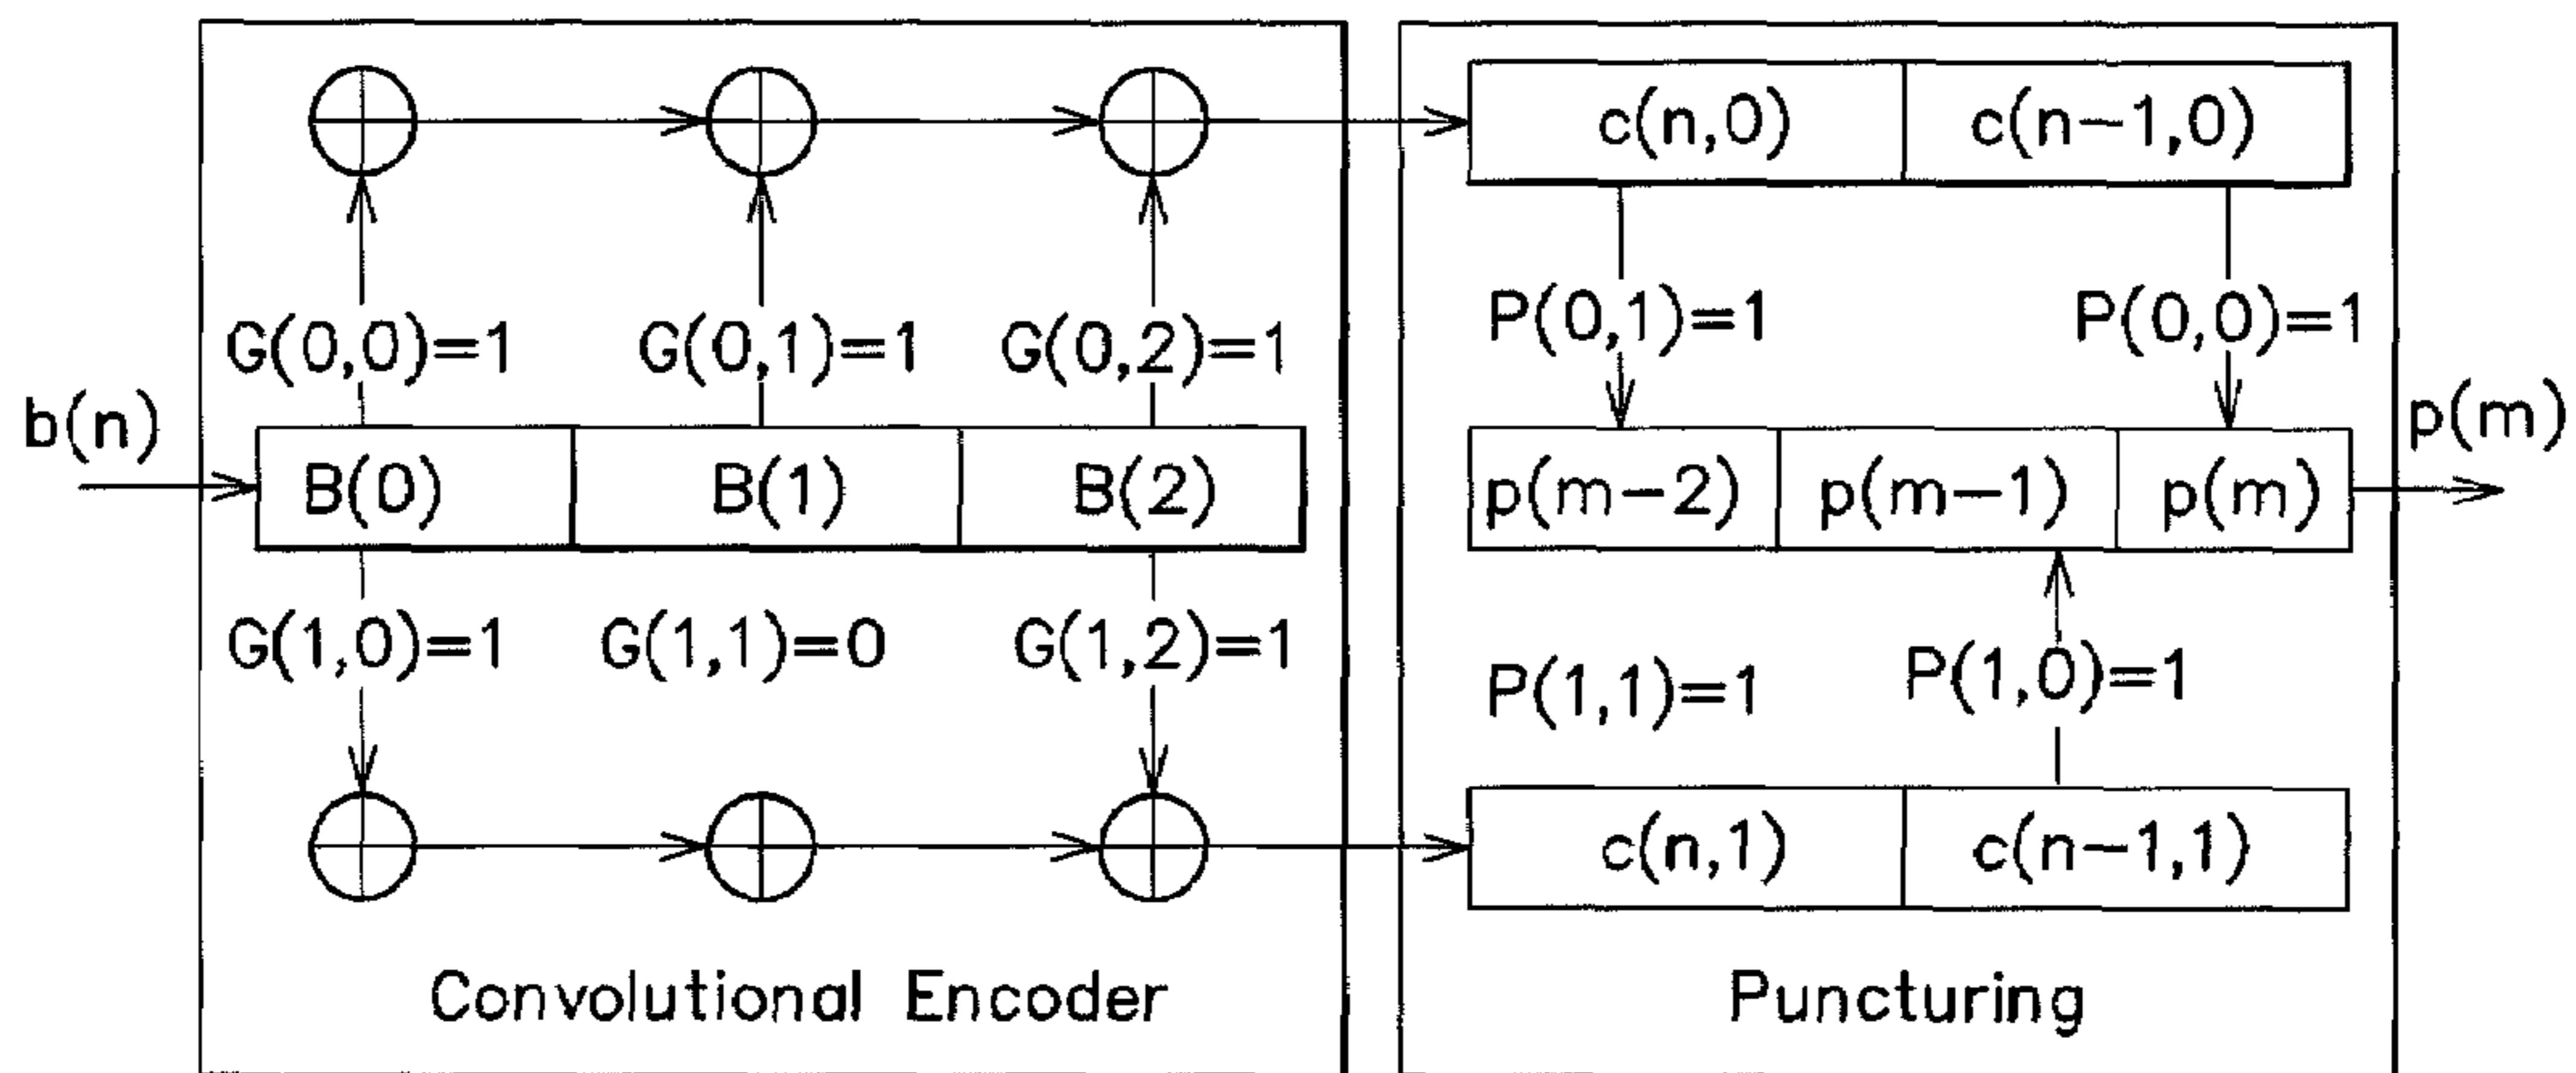 c(n,0) c(n-1,0)
P(0,1)=1 P(0,0)=1
G(0,0)=1 G(0,1)=1 G(0,2)=1
b(n) p(m)
B(0) B(1) B(2) p(m-2) p(m-1) p(m)
G(1,0)=1 G(1,1)=0 G(1,2)=1
P(1,1)=1 P(1,0)=1
c(n,1) c(n-1,1)
Convolutional Encoder Puncturing